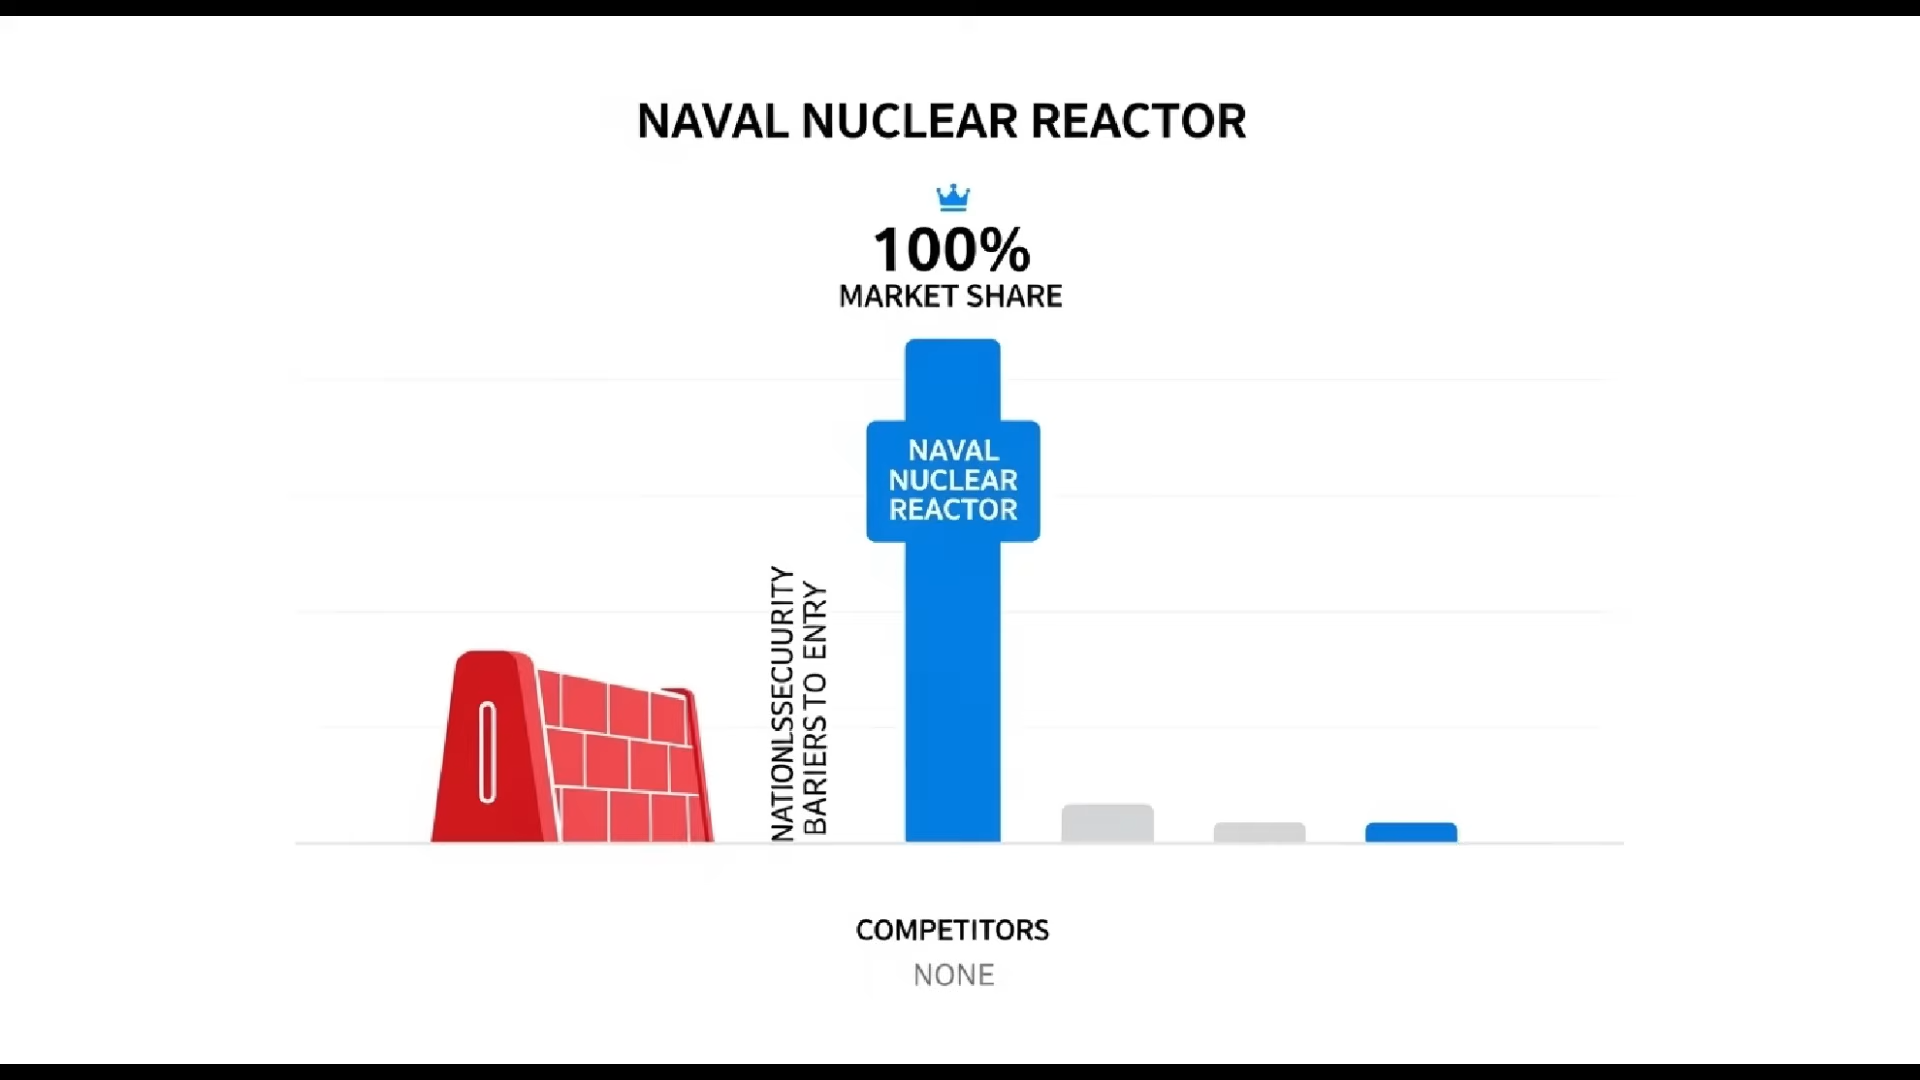 NAVAL NUCLEAR REACTOR
100%
MARKET SHARE
NAVAL
NUCLEAR
REACTOR
NATIONLSSECUURITY
BARIERS TO ENTRY
COMPETITORS
NONE